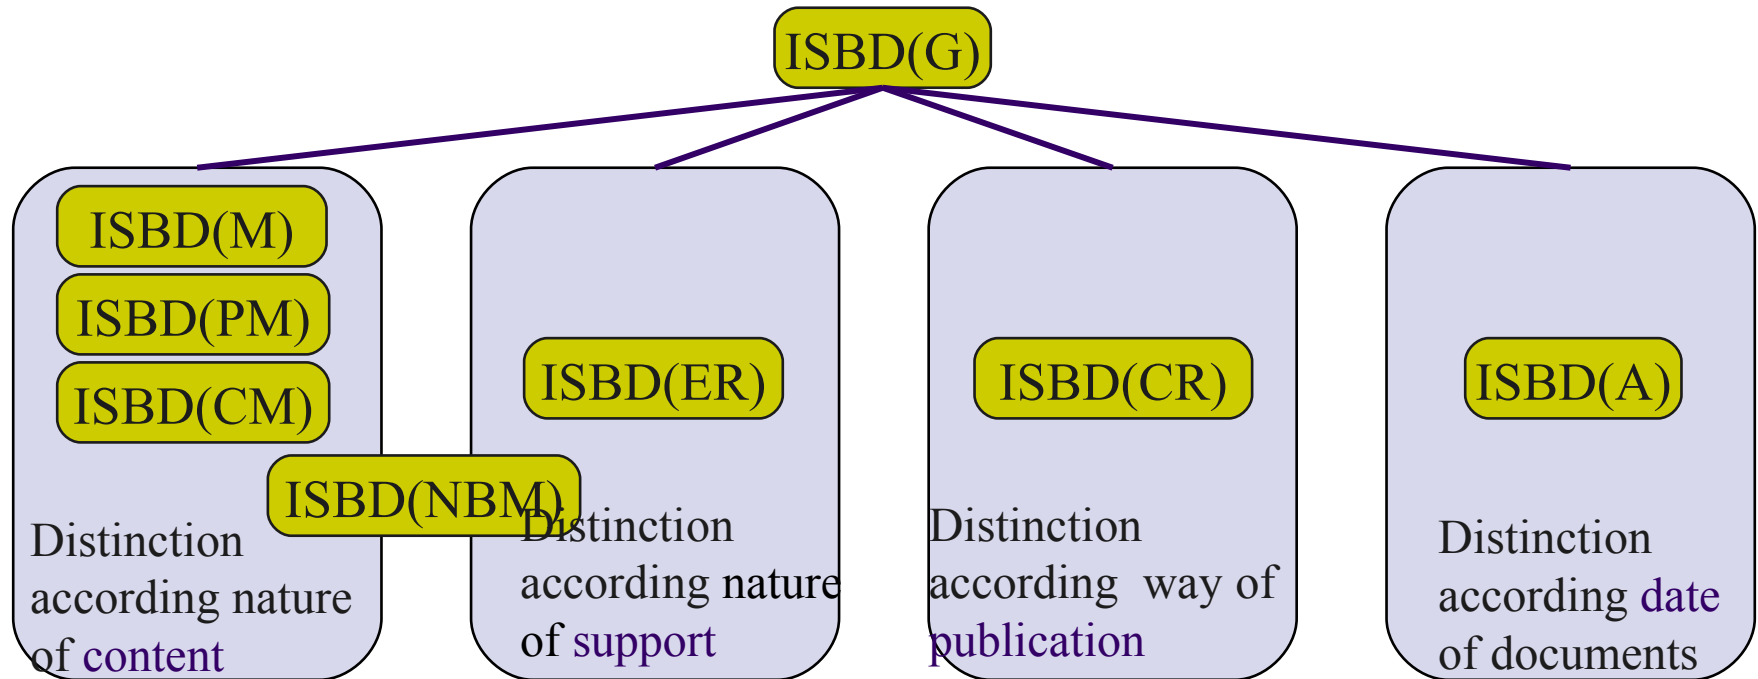 ISBD(G)
ISBD(M)
ISBD(PM)
ISBD(CM)
ISBD(NBM)
Distinction
according nature
of content
ISBD(ER)
Distinction
according nature
of support
ISBD(CR)
Distinction
according way of
publication
ISBD(A)
Distinction
according date
of documents